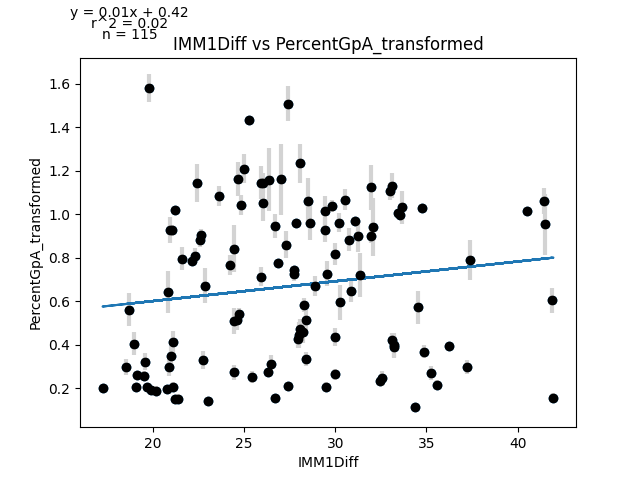 y = 0.01x + 0.42
r^2 = 0.02
n = 115
IMM1Diff vs PercentGpA_transformed
PercentGpA_transformed
1.6
1.4
1.2
1.0
0.8
0.6
0.4
0.2
20 25 30 35 40
IMM1Diff